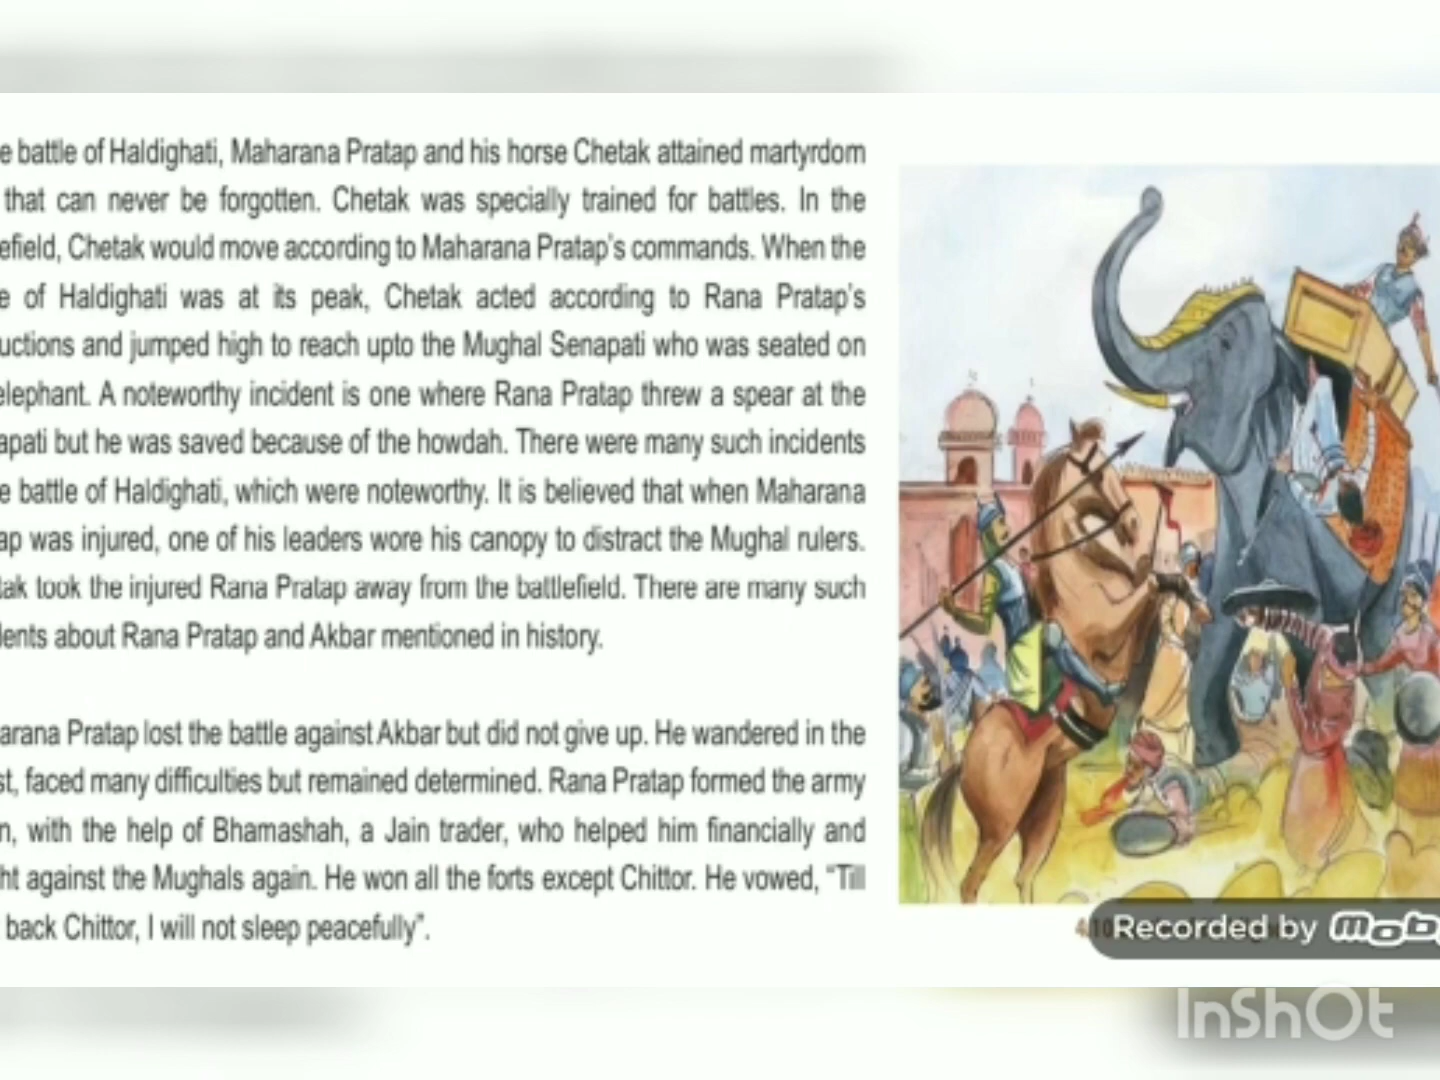 e battle of Haldighati, Maharana Pratap and his horse Chetak attained martyrdom
that can never be forgotten. Chetak was specially trained for battles. In the
efield, Chetak would move according to Maharana Pratap's commands. When the
e of Haldighati was at its peak, Chetak acted according to Rana Pratap's
uctions and jumped high to reach upto the Mughal Senapati who was seated on
elephant. A noteworthy incident is one where Rana Pratap threw a spear at the
apati but he was saved because of the howdah. There were many such incidents
e battle of Haldighati, which were noteworthy. It is believed that when Maharana
ap was injured, one of his leaders wore his canopy to distract the Mughal rulers.
tak took the injured Rana Pratap away from the battlefield. There are many such
dents about Rana Pratap and Akbar mentioned in history.
arana Pratap lost the battle against Akbar but did not give up. He wandered in the
st, faced many difficulties but remained determined. Rana Pratap formed the army
n, with the help of Bhamashah, a Jain trader, who helped him financially and
ht against the Mughals again. He won all the forts except Chittor. He vowed, “Till
back Chittor, I will not sleep peacefully”.
Recorded by mob
InShOt